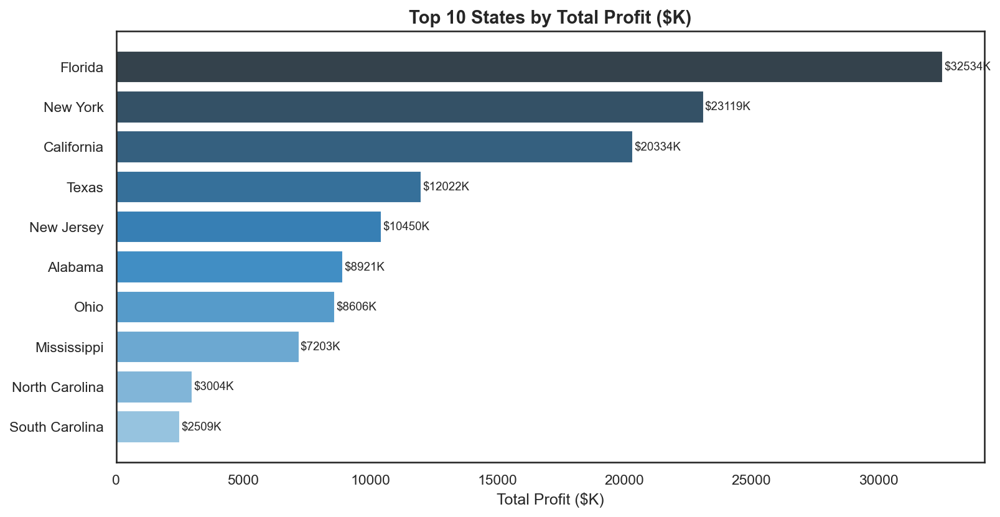 Top 10 States by Total Profit ($K)
Florida $32534K
New York $23119K
California $20334K
Texas $12022K
New Jersey $10450K
Alabama $8921K
Ohio $8606K
Mississippi $7203K
North Carolina $3004K
South Carolina $2509K
0 5000 10000 15000 20000 25000 30000
Total Profit ($K)